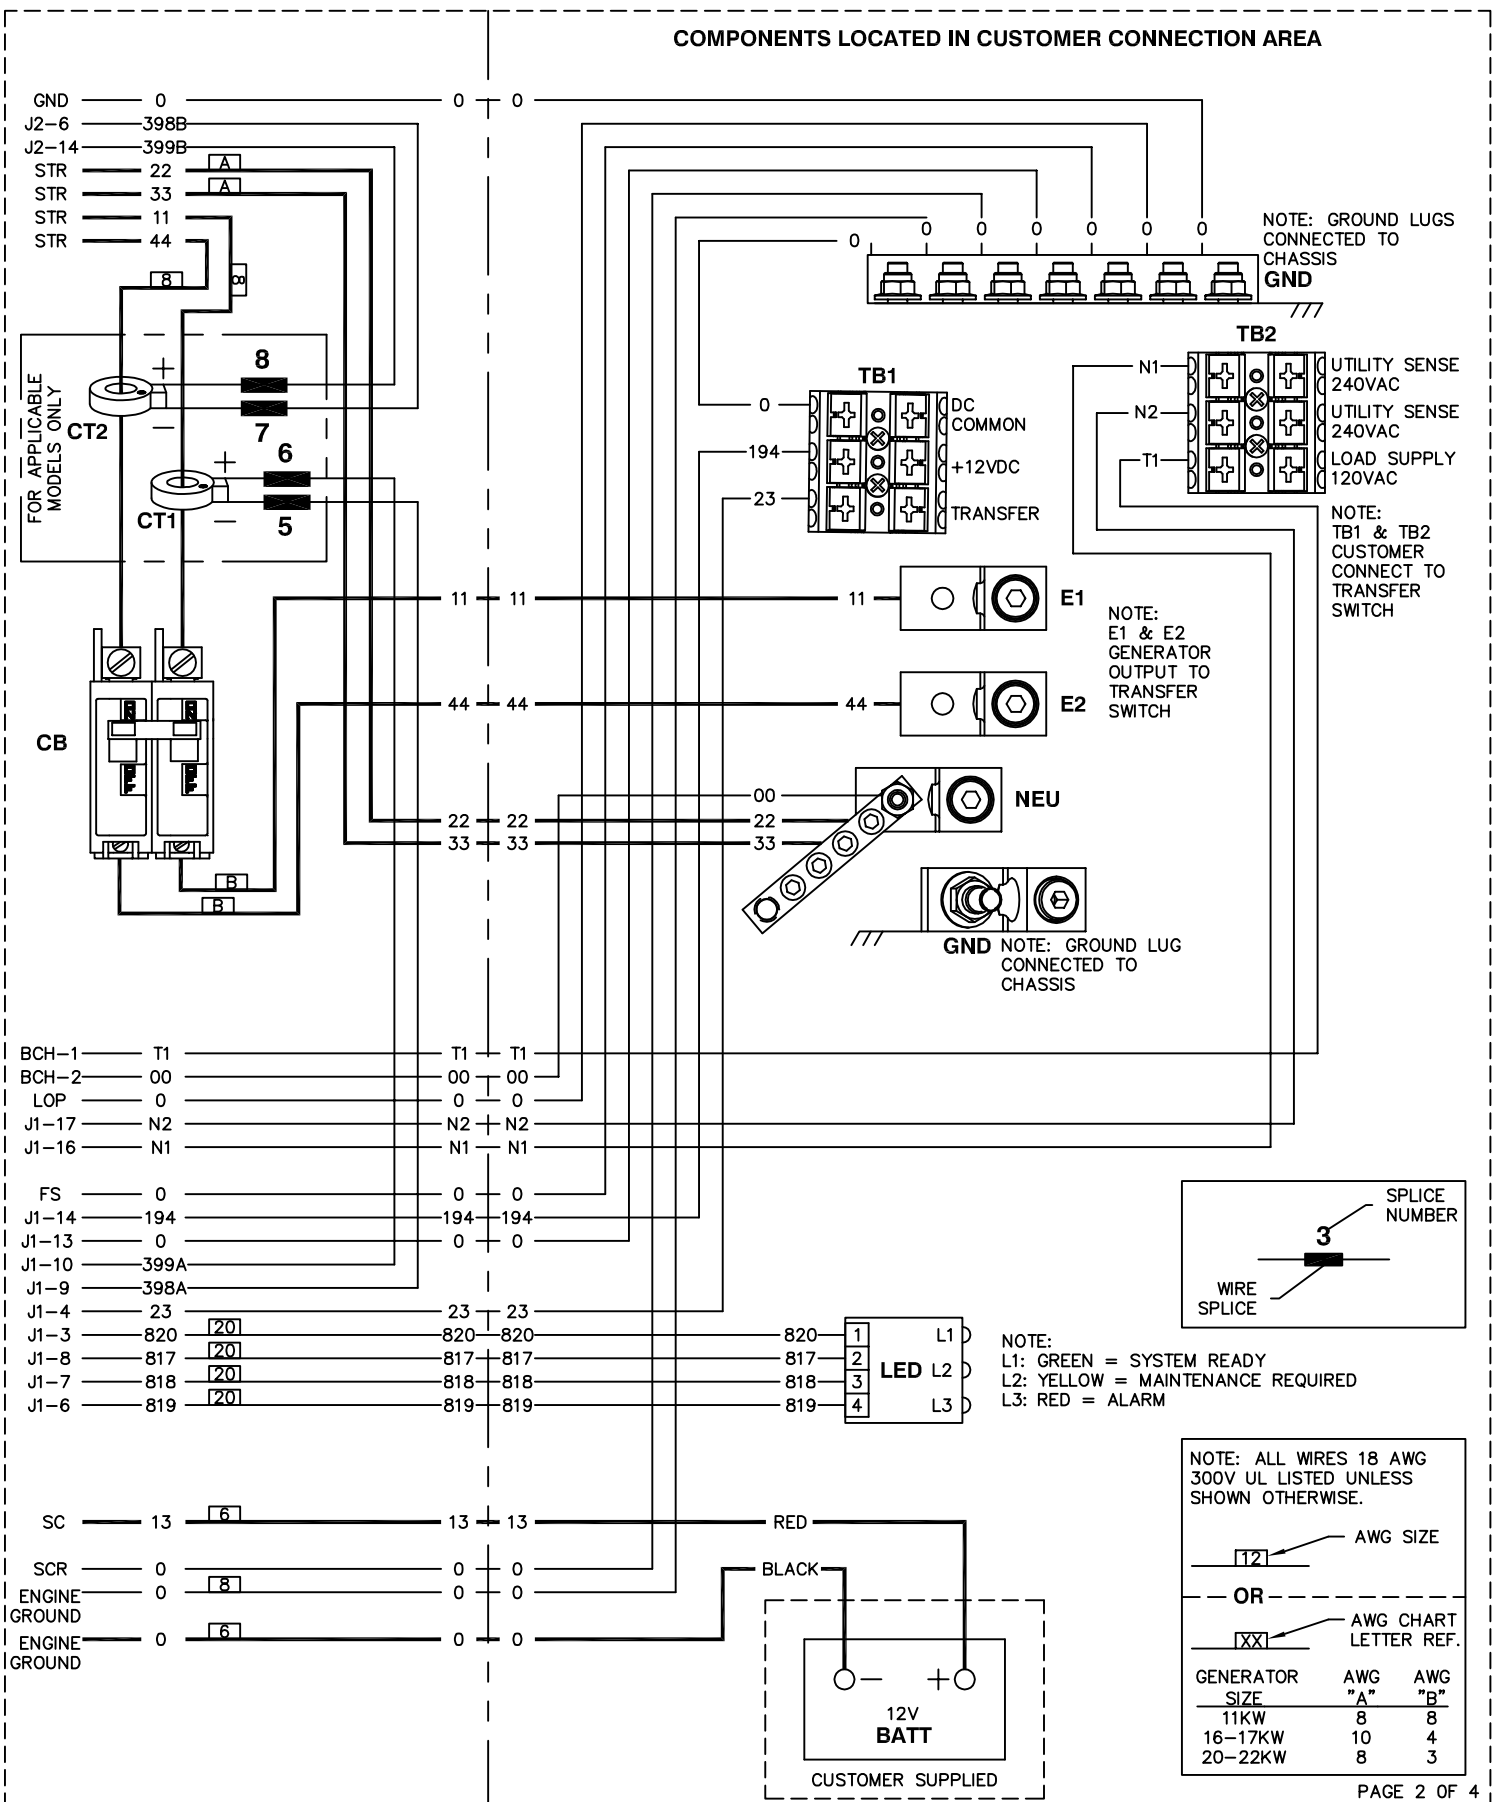 COMPONENTS LOCATED IN CUSTOMER CONNECTION AREA
GND 0 0 0
J2-6 398B
J2-14 399B
STR 22 A
STR 33 A
STR 11
STR 44
8
8
0 0 0 0 0 0 0
NOTE: GROUND LUGS
CONNECTED TO
CHASSIS
GND
FOR APPLICABLE
MODELS ONLY
+ 8
CT2 - 7
+ 6
CT1 - 5
TB1
0 DC
COMMON
194 +12VDC
23 TRANSFER
TB2
N1 UTILITY SENSE
240VAC
N2 UTILITY SENSE
240VAC
T1 LOAD SUPPLY
120VAC
NOTE:
TB1 & TB2
CUSTOMER
CONNECT TO
TRANSFER
SWITCH
11 11 11 E1
NOTE:
E1 & E2
GENERATOR
OUTPUT TO
TRANSFER
SWITCH
44 44 44 E2
CB
00 NEU
22 22 22
33 33 33
B
B
GND NOTE: GROUND LUG
CONNECTED TO
CHASSIS
BCH-1 T1 T1 T1
BCH-2 00 00 00
LOP 0 0 0
J1-17 N2 N2 N2
J1-16 N1 N1 N1
FS 0 0 0
J1-14 194 194 194
J1-13 0 0 0
J1-10 399A
J1-9 398A
J1-4 23 23 23
J1-3 820 20 820 820 820 1 L1
J1-8 817 20 817 817 817 2 LED L2
J1-7 818 20 818 818 818 3
J1-6 819 20 819 819 819 4 L3
NOTE:
L1: GREEN = SYSTEM READY
L2: YELLOW = MAINTENANCE REQUIRED
L3: RED = ALARM
SPLICE
NUMBER
3
WIRE
SPLICE
SC 13 6 13 13 RED
SCR 0 0 0
BLACK
ENGINE
GROUND 0 8 0 0
ENGINE
GROUND 0 6 0 0
- +
12V
BATT
CUSTOMER SUPPLIED
NOTE: ALL WIRES 18 AWG
300V UL LISTED UNLESS
SHOWN OTHERWISE.
12 AWG SIZE
OR
XX AWG CHART
LETTER REF.
GENERATOR AWG AWG
SIZE "A" "B"
11KW 8 8
16-17KW 10 4
20-22KW 8 3
PAGE 2 OF 4